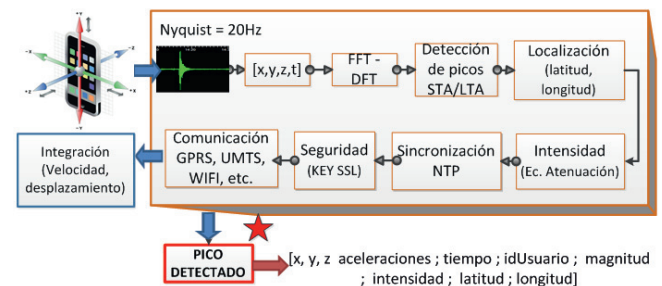 +Y
-Z
-X
+X
+Z
-Y
Nyquist = 20Hz
[x,y,z,t]
FFT -
DFT
Detección
de picos
STA/LTA
Localización
(latitud,
longitud)
Integración
(Velocidad,
desplazamiento)
Comunicación
GPRS, UMTS,
WIFI, etc.
Seguridad
(KEY SSL)
Sincronización
NTP
Intensidad
(Ec. Atenuación)
PICO
DETECTADO
[x, y, z aceleraciones ; tiempo ; idUsuario ; magnitud
; intensidad ; latitud ; longitud]